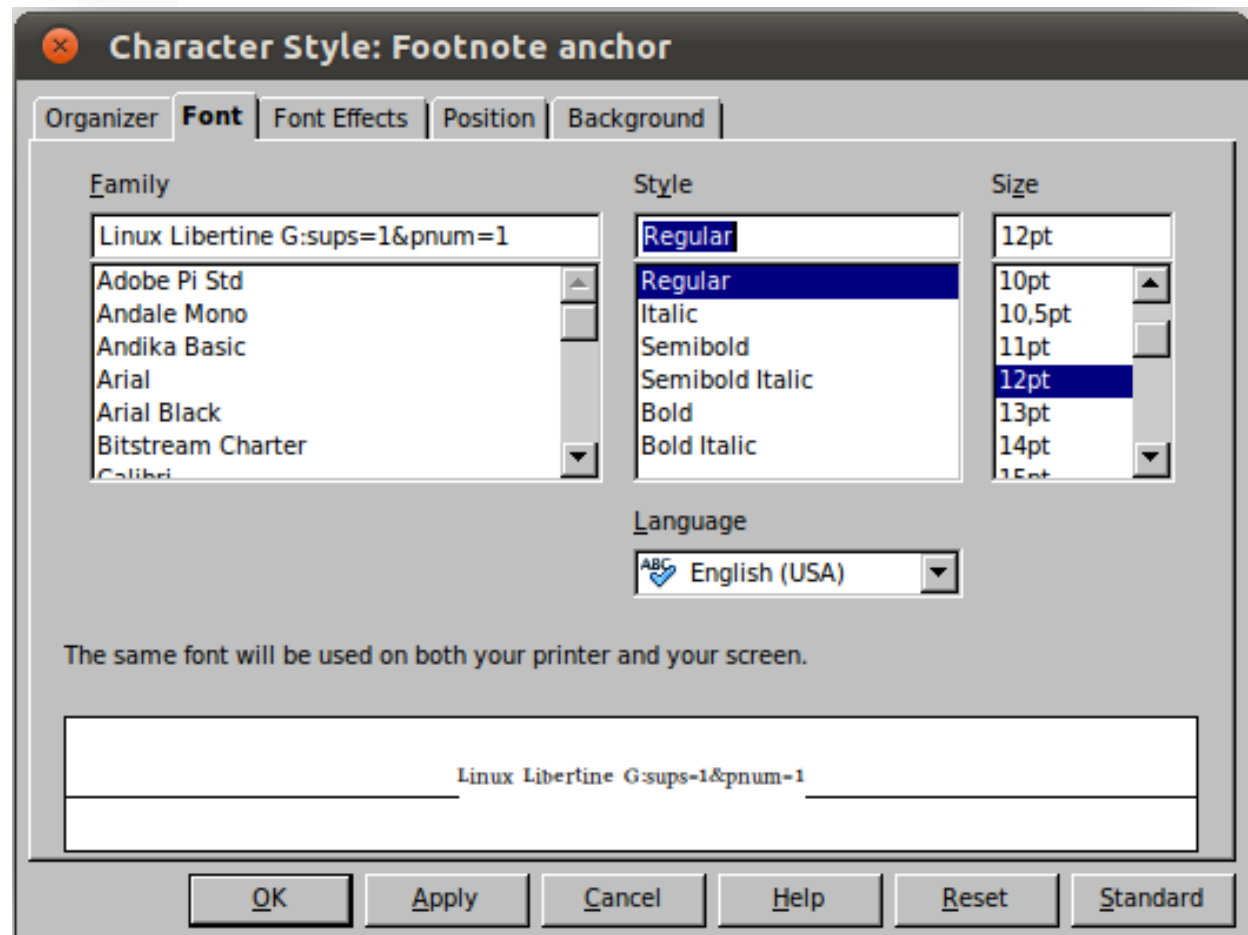 Character Style: Footnote anchor
Organizer Font Font Effects Position Background
Family Style Size
Linux Libertine G:sups=1&pnum=1 Regular 12pt
Adobe Pi Std Regular 10pt
Andale Mono Italic 10,5pt
Andika Basic Semibold 11pt
Arial Semibold Italic 12pt
Arial Black Bold 13pt
Bitstream Charter Bold Italic 14pt
Calibri 15pt
Language
ABC English (USA)
The same font will be used on both your printer and your screen.
Linux Libertine G:sups=1&pnum=1
OK Apply Cancel Help Reset Standard